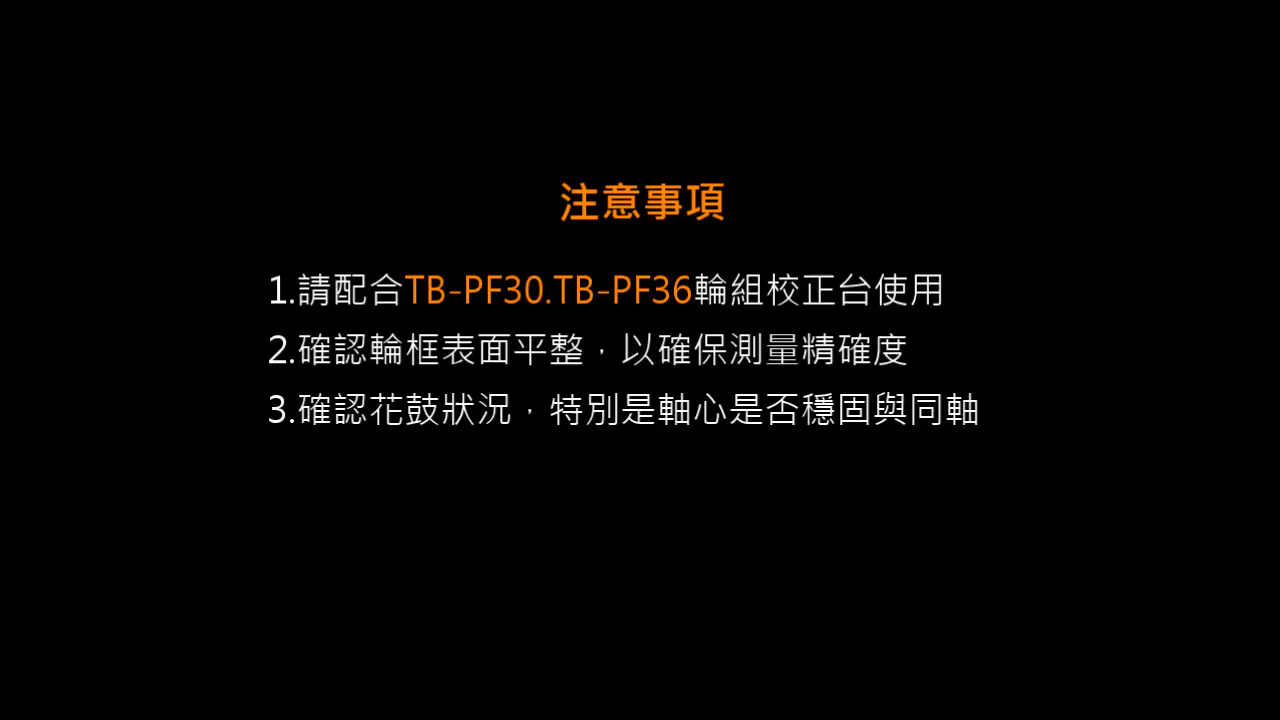 注意事項
1.請配合TB-PF30.TB-PF36輪組校正台使用
2.確認輪框表面平整，以確保測量精確度
3.確認花鼓狀況，特別是軸心是否穩固與同軸